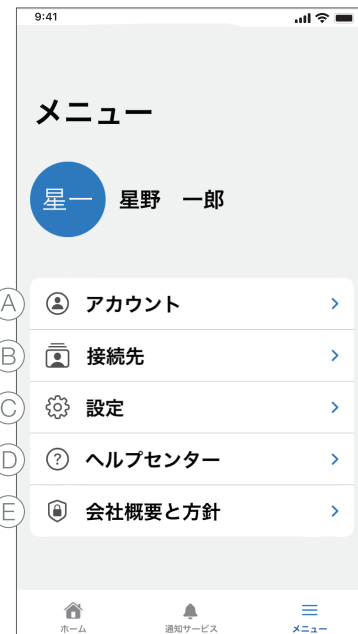 9:41
メニュー
星一
星野　一郎
A アカウント
B 接続先
C 設定
D ヘルプセンター
E 会社概要と方針
ホーム 通知サービス メニュー